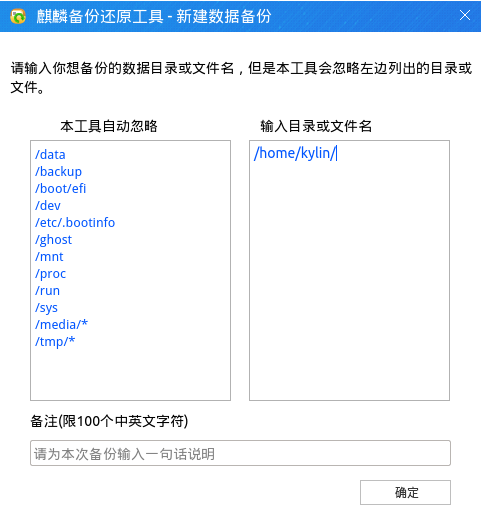 麒麟备份还原工具 - 新建数据备份
请输入你想备份的数据目录或文件名，但是本工具会忽略左边列出的目录或
文件。
本工具自动忽略
输入目录或文件名
/data
/backup
/boot/efi
/dev
/etc/.bootinfo
/ghost
/mnt
/proc
/run
/sys
/media/*
/tmp/*
/home/kylin/
备注(限100个中英文字符)
请为本次备份输入一句话说明
确定